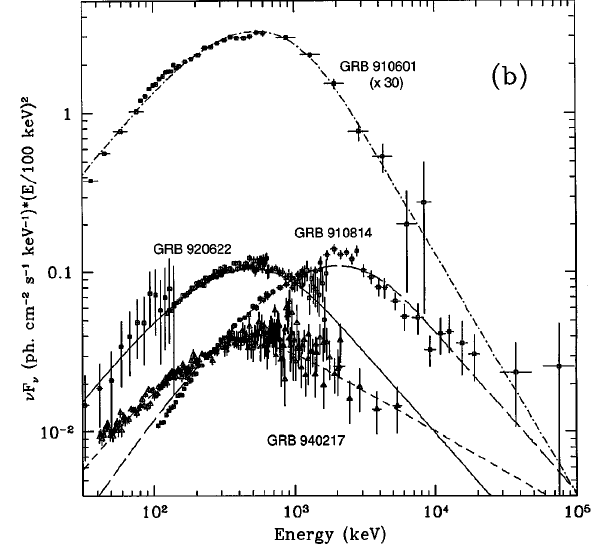 (b)
GRB 910601
(x 30)
GRB 920622
GRB 910814
GRB 940217
νFν (ph. cm⁻² s⁻¹ keV⁻¹)*(E/100 keV)²
1
0.1
10⁻²
10² 10³ 10⁴ 10⁵
Energy (keV)